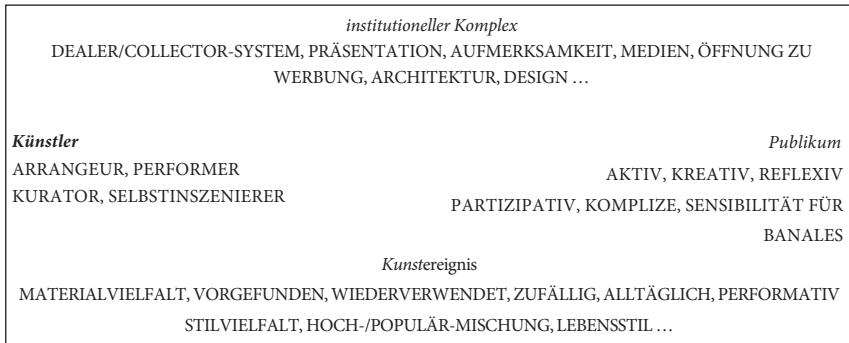 institutioneller Komplex
DEALER/COLLECTOR-SYSTEM, PRÄSENTATION, AUFMERKSAMKEIT, MEDIEN, ÖFFNUNG ZU
WERBUNG, ARCHITEKTUR, DESIGN …
Künstler
ARRANGEUR, PERFORMER
KURATOR, SELBSTINSZENIERER
Publikum
AKTIV, KREATIV, REFLEXIV
PARTIZIPATIV, KOMPLIZE, SENSIBILITÄT FÜR
BANALES
Kunstereignis
MATERIALVIELFALT, VORGEFUNDEN, WIEDERVERWENDET, ZUFÄLLIG, ALLTÄGLICH, PERFORMATIV
STILVIELFALT, HOCH-/POPULÄR-MISCHUNG, LEBENSSTIL …